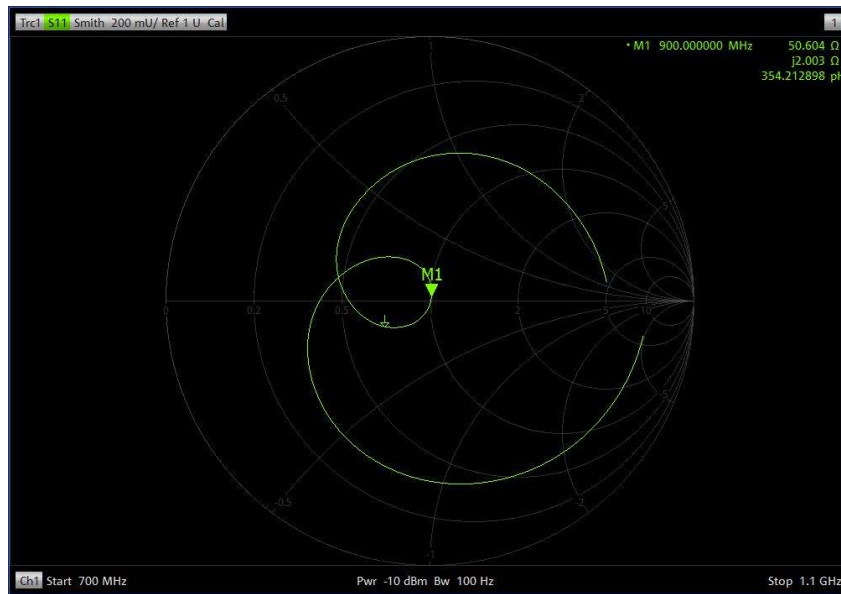 Trc1 S11 Smith 200 mU/ Ref 1 U Cal
1
• M1 900.000000 MHz 50.604 Ω
j2.003 Ω
354.212898 pH
1
0.5
2
5
M1
0 0.2 0.5 1 2 5 10
-5
-0.5
-2
-1
Ch1 Start 700 MHz Pwr -10 dBm Bw 100 Hz Stop 1.1 GHz